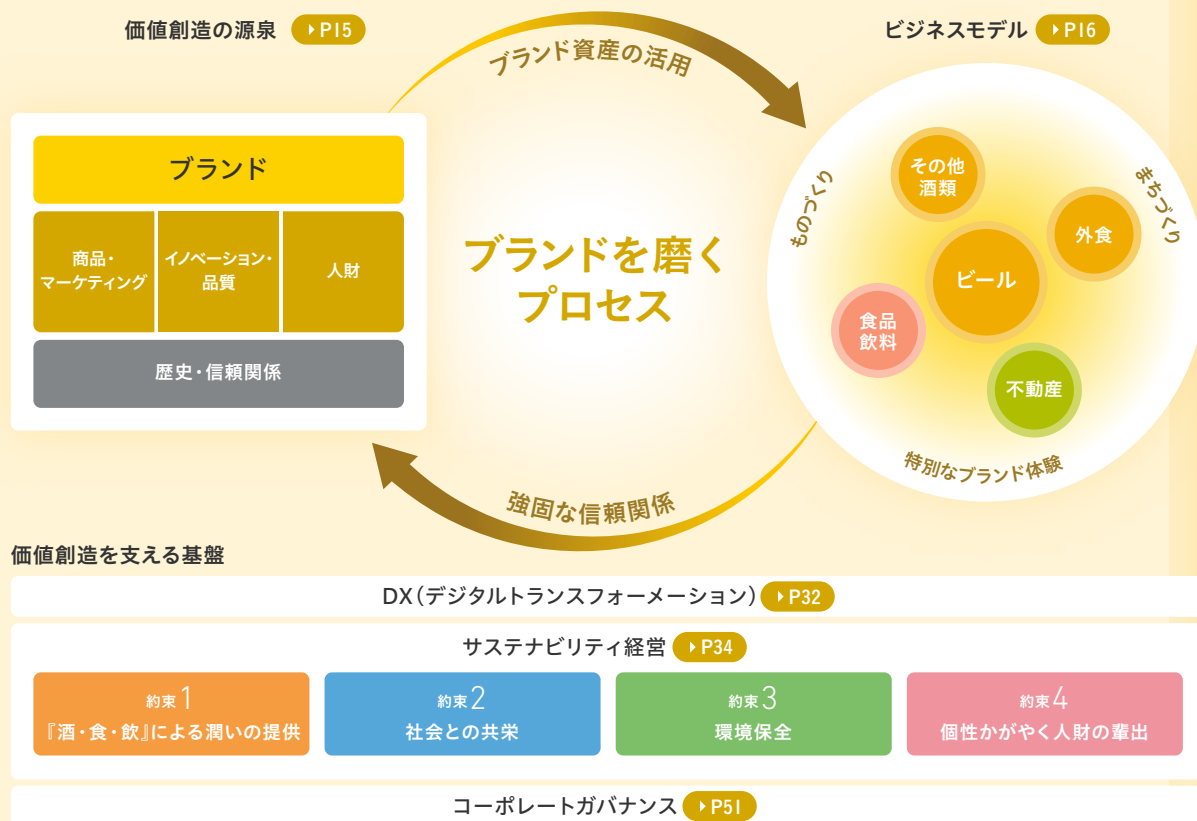 価値創造の源泉 P15
ビジネスモデル P16
ブランド資産の活用
ブランド
商品・
マーケティング
イノベーション・
品質
人財
歴史・信頼関係
ブランドを磨く
プロセス
ものづくり
まちづくり
その他
酒類
外食
ビール
食品
飲料
不動産
特別なブランド体験
強固な信頼関係
価値創造を支える基盤
DX(デジタルトランスフォーメーション) P32
サステナビリティ経営 P34
約束1
『酒・食・飲』による潤いの提供
約束2
社会との共栄
約束3
環境保全
約束4
個性かがやく人財の輩出
コーポレートガバナンス P51